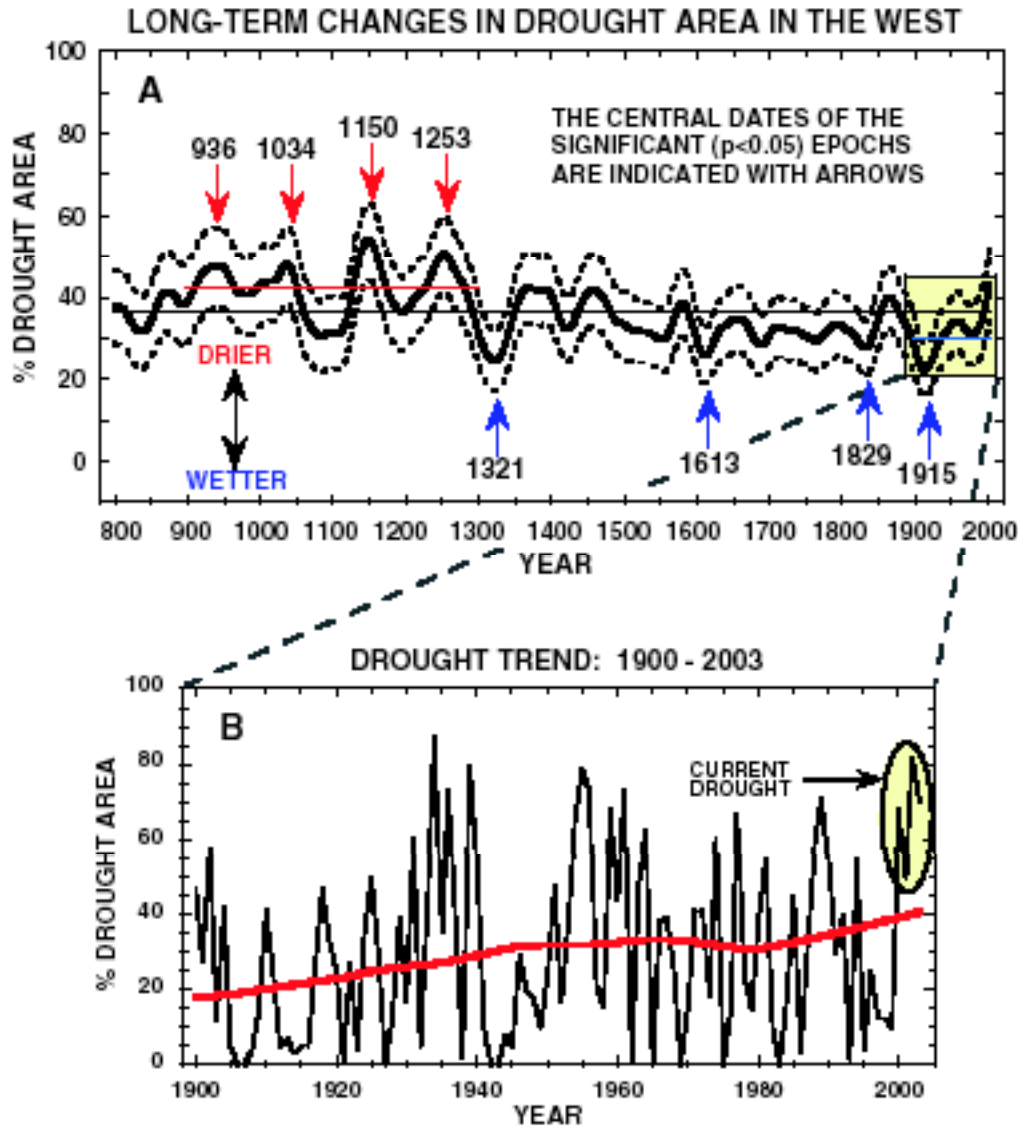 LONG-TERM CHANGES IN DROUGHT AREA IN THE WEST
100
80
60
40
20
0
% DROUGHT AREA
A
936
1034
1150
1253
THE CENTRAL DATES OF THE
SIGNIFICANT (p<0.05) EPOCHS
ARE INDICATED WITH ARROWS
DRIER
WETTER
1321
1613
1829
1915
800 900 1000 1100 1200 1300 1400 1500 1600 1700 1800 1900 2000
YEAR
DROUGHT TREND: 1900 - 2003
100
80
60
40
20
0
% DROUGHT AREA
B
CURRENT
DROUGHT
1900 1920 1940 1960 1980 2000
YEAR